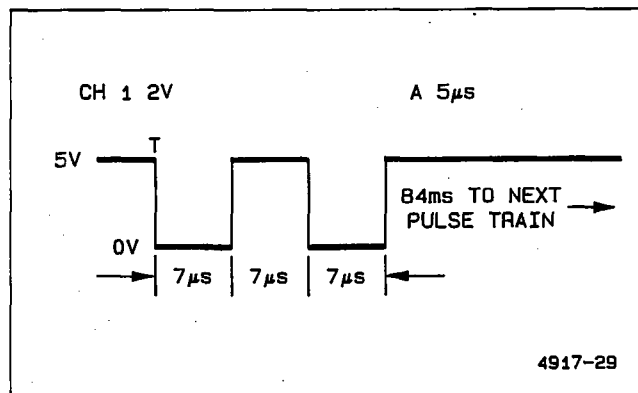 CH 1 2V
A 5µs
T
5V
84ms TO NEXT
PULSE TRAIN
0V
7µs 7µs 7µs
4917-29